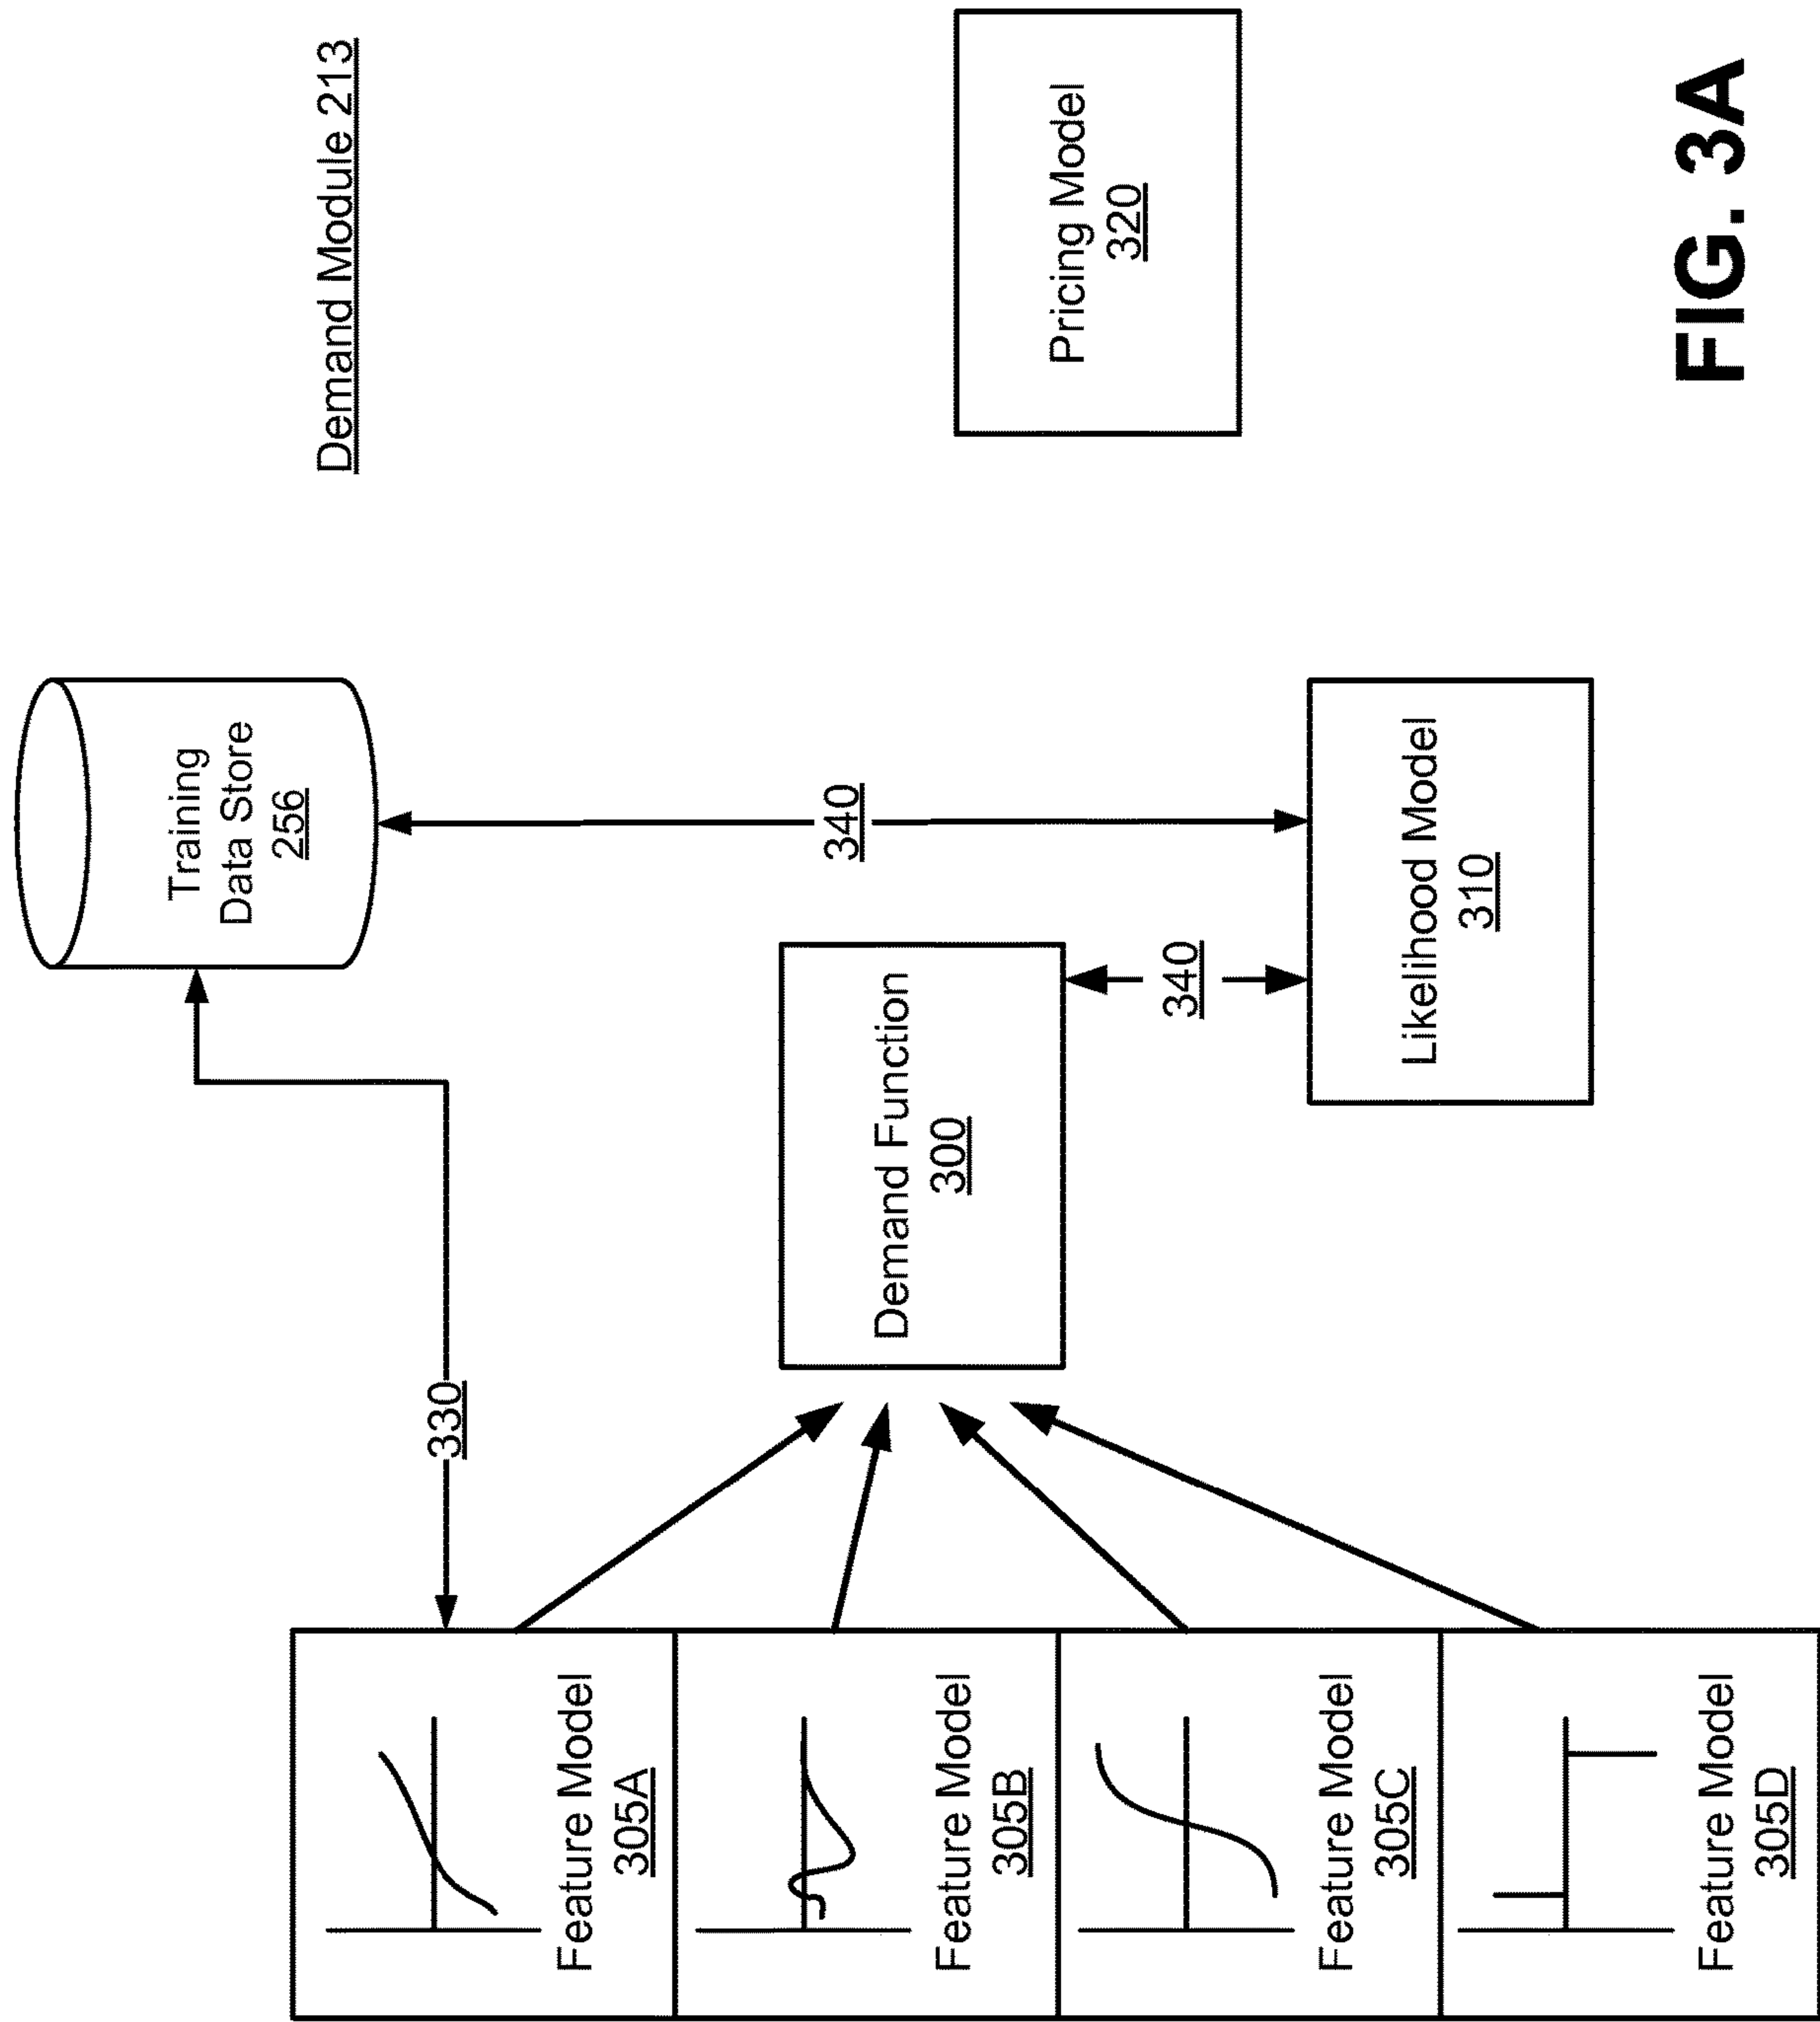 Demand Module 213
Training
Data Store
256
330
Feature Model
305A
Feature Model
305B
Feature Model
305C
Feature Model
305D
Demand Function
300
340
340
Likelihood Model
310
Pricing Model
320
FIG. 3A